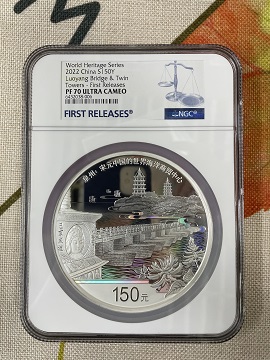 World Heritage Series
2022 China S150Y
Luoyang Bridge & Twin
Towers - First Releases
PF 70 ULTRA CAMEO
6432038-006
NGC
FIRST RELEASES®
泉州：宋元中国的世界海洋商贸中心
150元